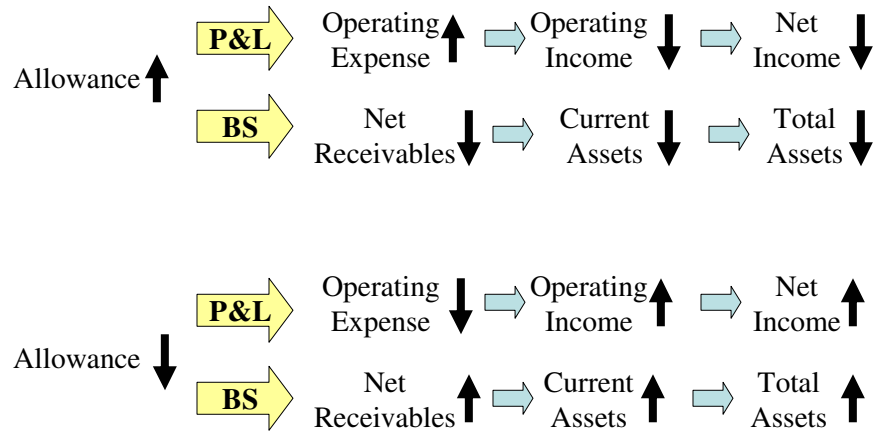 P&L
Operating Expense
Operating Income
Net Income
Allowance
BS
Net Receivables
Current Assets
Total Assets
P&L
Operating Expense
Operating Income
Net Income
Allowance
BS
Net Receivables
Current Assets
Total Assets